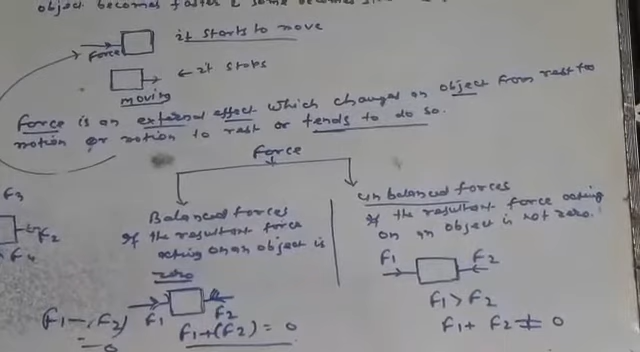 object becomes faster & some becomes
Force
it starts to move
← it stops
moving
Force is an external effect which changes an object from rest to
motion or motion to rest or tends to do so.
Force
Balanced forces
If the resultant force
acting on an object is
zero
F1 F2
F1+(F2) = 0
(F1-, F2)
= 0
Unbalanced forces
If the resultant force acting
on an object is not zero.
F1 F2
F1 > F2
F1 + F2 ≠ 0
F3
F2
F4